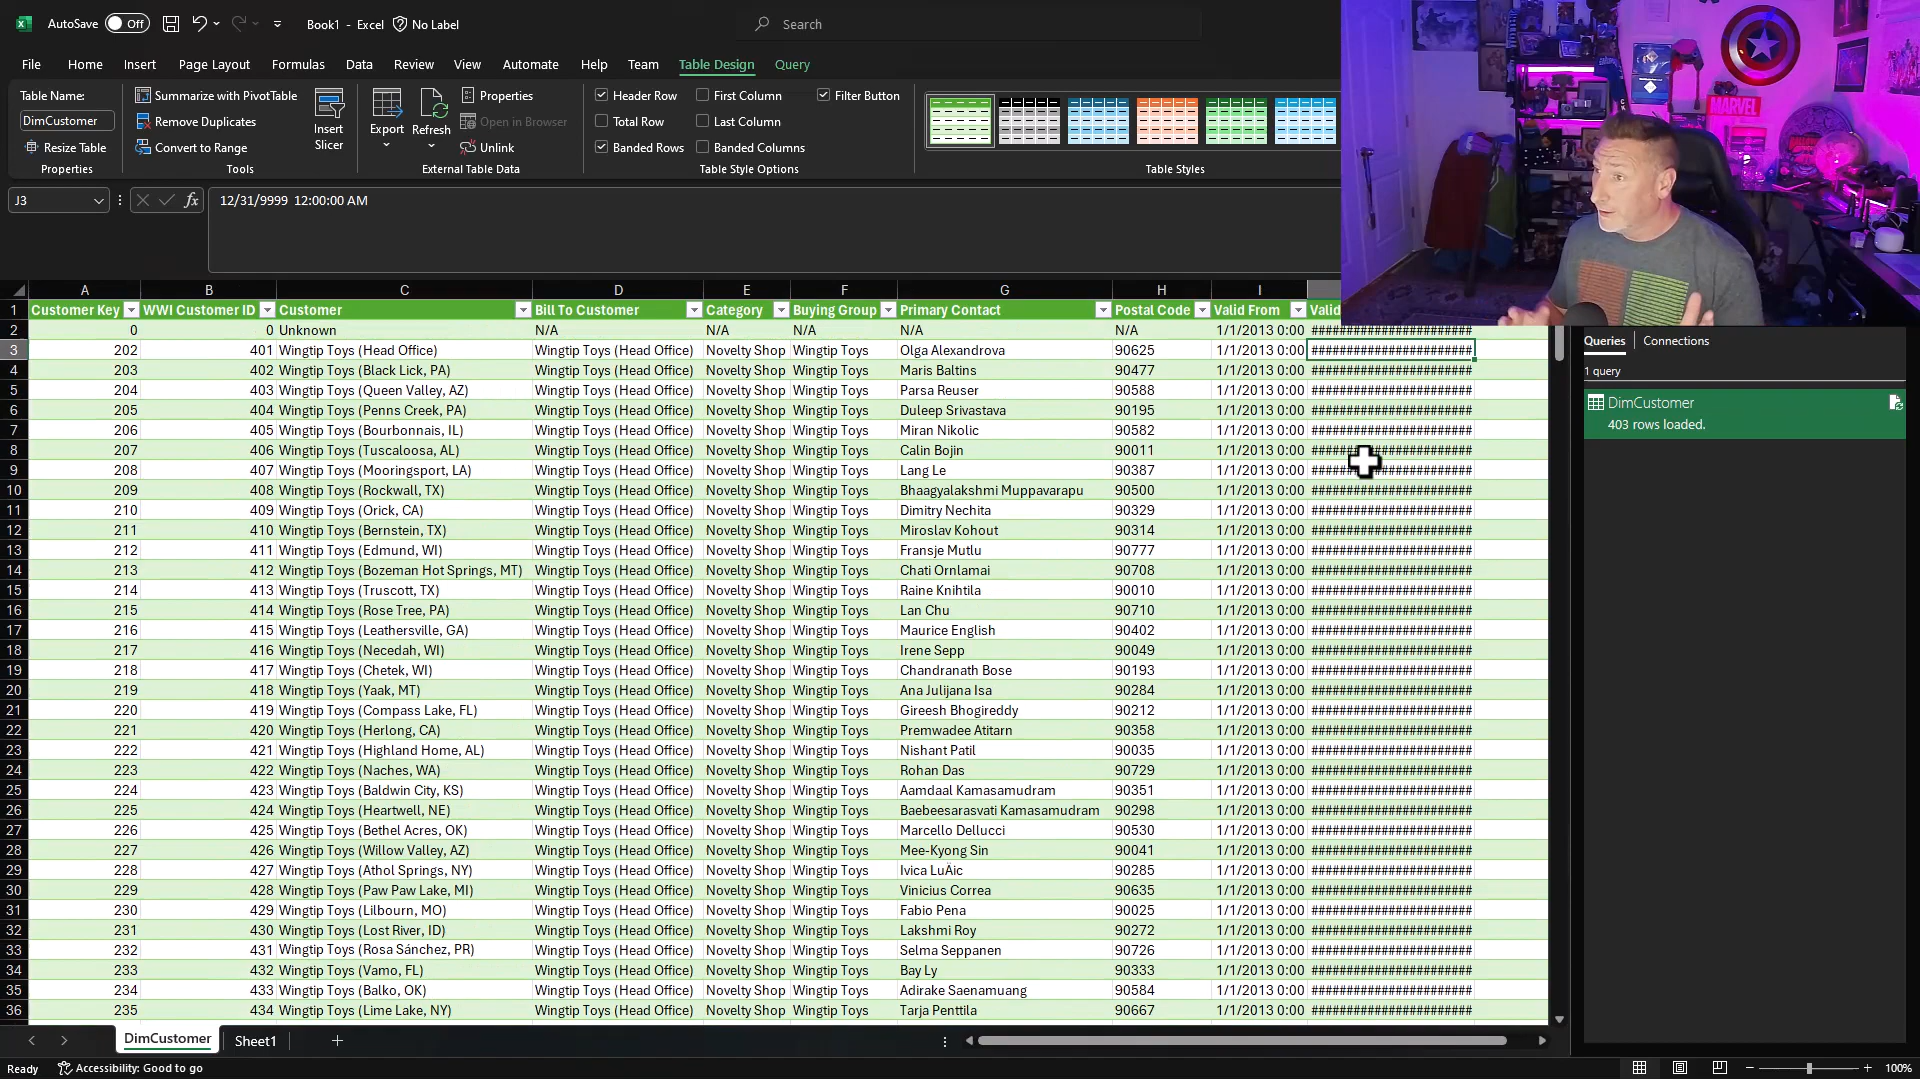 AutoSave Off Book1 - Excel No Label Search
File Home Insert Page Layout Formulas Data Review View Automate Help Team Table Design Query
Table Name:
DimCustomer
Resize Table
Properties
Summarize with PivotTable
Remove Duplicates
Convert to Range
Insert
Slicer
Tools
Export
Refresh
Properties
Open in Browser
Unlink
External Table Data
Header Row First Column Filter Button
Total Row Last Column
Banded Rows Banded Columns
Table Style Options
Table Styles
MARVEL
J3 fx 12/31/9999 12:00:00 AM
A B C D E F G H I
1 Customer Key WWI Customer ID Customer Bill To Customer Category Buying Group Primary Contact Postal Code Valid From Valid
2 0 0 Unknown N/A N/A N/A N/A N/A 1/1/2013 0:00 #######################
3 202 401 Wingtip Toys (Head Office) Wingtip Toys (Head Office) Novelty Shop Wingtip Toys Olga Alexandrova 90625 1/1/2013 0:00 #######################
4 203 402 Wingtip Toys (Black Lick, PA) Wingtip Toys (Head Office) Novelty Shop Wingtip Toys Maris Baltins 90477 1/1/2013 0:00 #######################
5 204 403 Wingtip Toys (Queen Valley, AZ) Wingtip Toys (Head Office) Novelty Shop Wingtip Toys Parsa Reuser 90588 1/1/2013 0:00 #######################
6 205 404 Wingtip Toys (Penns Creek, PA) Wingtip Toys (Head Office) Novelty Shop Wingtip Toys Duleep Srivastava 90195 1/1/2013 0:00 #######################
7 206 405 Wingtip Toys (Bourbonnais, IL) Wingtip Toys (Head Office) Novelty Shop Wingtip Toys Miran Nikolic 90582 1/1/2013 0:00 #######################
8 207 406 Wingtip Toys (Tuscaloosa, AL) Wingtip Toys (Head Office) Novelty Shop Wingtip Toys Calin Bojin 90011 1/1/2013 0:00 #######################
9 208 407 Wingtip Toys (Mooringsport, LA) Wingtip Toys (Head Office) Novelty Shop Wingtip Toys Lang Le 90387 1/1/2013 0:00 #######################
10 209 408 Wingtip Toys (Rockwall, TX) Wingtip Toys (Head Office) Novelty Shop Wingtip Toys Bhaagyalakshmi Muppavarapu 90500 1/1/2013 0:00 #######################
11 210 409 Wingtip Toys (Orick, CA) Wingtip Toys (Head Office) Novelty Shop Wingtip Toys Dimitry Nechita 90329 1/1/2013 0:00 #######################
12 211 410 Wingtip Toys (Bernstein, TX) Wingtip Toys (Head Office) Novelty Shop Wingtip Toys Miroslav Kohout 90314 1/1/2013 0:00 #######################
13 212 411 Wingtip Toys (Edmund, WI) Wingtip Toys (Head Office) Novelty Shop Wingtip Toys Fransje Mutlu 90777 1/1/2013 0:00 #######################
14 213 412 Wingtip Toys (Bozeman Hot Springs, MT) Wingtip Toys (Head Office) Novelty Shop Wingtip Toys Chati Ornlamai 90708 1/1/2013 0:00 #######################
15 214 413 Wingtip Toys (Truscott, TX) Wingtip Toys (Head Office) Novelty Shop Wingtip Toys Raine Knihtila 90010 1/1/2013 0:00 #######################
16 215 414 Wingtip Toys (Rose Tree, PA) Wingtip Toys (Head Office) Novelty Shop Wingtip Toys Lan Chu 90710 1/1/2013 0:00 #######################
17 216 415 Wingtip Toys (Leathersville, GA) Wingtip Toys (Head Office) Novelty Shop Wingtip Toys Maurice English 90402 1/1/2013 0:00 #######################
18 217 416 Wingtip Toys (Necedah, WI) Wingtip Toys (Head Office) Novelty Shop Wingtip Toys Irene Sepp 90049 1/1/2013 0:00 #######################
19 218 417 Wingtip Toys (Chetek, WI) Wingtip Toys (Head Office) Novelty Shop Wingtip Toys Chandranath Bose 90193 1/1/2013 0:00 #######################
20 219 418 Wingtip Toys (Yaak, MT) Wingtip Toys (Head Office) Novelty Shop Wingtip Toys Ana Julijana Isa 90284 1/1/2013 0:00 #######################
21 220 419 Wingtip Toys (Compass Lake, FL) Wingtip Toys (Head Office) Novelty Shop Wingtip Toys Gireesh Bhogireddy 90212 1/1/2013 0:00 #######################
22 221 420 Wingtip Toys (Herlong, CA) Wingtip Toys (Head Office) Novelty Shop Wingtip Toys Premwadee Atitarn 90358 1/1/2013 0:00 #######################
23 222 421 Wingtip Toys (Highland Home, AL) Wingtip Toys (Head Office) Novelty Shop Wingtip Toys Nishant Patil 90035 1/1/2013 0:00 #######################
24 223 422 Wingtip Toys (Naches, WA) Wingtip Toys (Head Office) Novelty Shop Wingtip Toys Rohan Das 90729 1/1/2013 0:00 #######################
25 224 423 Wingtip Toys (Baldwin City, KS) Wingtip Toys (Head Office) Novelty Shop Wingtip Toys Aamdaal Kamasamudram 90351 1/1/2013 0:00 #######################
26 225 424 Wingtip Toys (Heartwell, NE) Wingtip Toys (Head Office) Novelty Shop Wingtip Toys Baebeesarasvati Kamasamudram 90298 1/1/2013 0:00 #######################
27 226 425 Wingtip Toys (Bethel Acres, OK) Wingtip Toys (Head Office) Novelty Shop Wingtip Toys Marcello Dellucci 90530 1/1/2013 0:00 #######################
28 227 426 Wingtip Toys (Willow Valley, AZ) Wingtip Toys (Head Office) Novelty Shop Wingtip Toys Mee-Kyong Sin 90041 1/1/2013 0:00 #######################
29 228 427 Wingtip Toys (Athol Springs, NY) Wingtip Toys (Head Office) Novelty Shop Wingtip Toys Ivica LuÄic 90285 1/1/2013 0:00 #######################
30 229 428 Wingtip Toys (Paw Paw Lake, MI) Wingtip Toys (Head Office) Novelty Shop Wingtip Toys Vinicius Correa 90635 1/1/2013 0:00 #######################
31 230 429 Wingtip Toys (Lilbourn, MO) Wingtip Toys (Head Office) Novelty Shop Wingtip Toys Fabio Pena 90025 1/1/2013 0:00 #######################
32 231 430 Wingtip Toys (Lost River, ID) Wingtip Toys (Head Office) Novelty Shop Wingtip Toys Lakshmi Roy 90272 1/1/2013 0:00 #######################
33 232 431 Wingtip Toys (Rosa Sánchez, PR) Wingtip Toys (Head Office) Novelty Shop Wingtip Toys Selma Seppanen 90726 1/1/2013 0:00 #######################
34 233 432 Wingtip Toys (Vamo, FL) Wingtip Toys (Head Office) Novelty Shop Wingtip Toys Bay Ly 90333 1/1/2013 0:00 #######################
35 234 433 Wingtip Toys (Balko, OK) Wingtip Toys (Head Office) Novelty Shop Wingtip Toys Adirake Saenamuang 90584 1/1/2013 0:00 #######################
36 235 434 Wingtip Toys (Lime Lake, NY) Wingtip Toys (Head Office) Novelty Shop Wingtip Toys Tarja Penttila 90667 1/1/2013 0:00 #######################
Queries Connections
1 query
DimCustomer
403 rows loaded.
DimCustomer Sheet1
Ready Accessibility: Good to go 100%